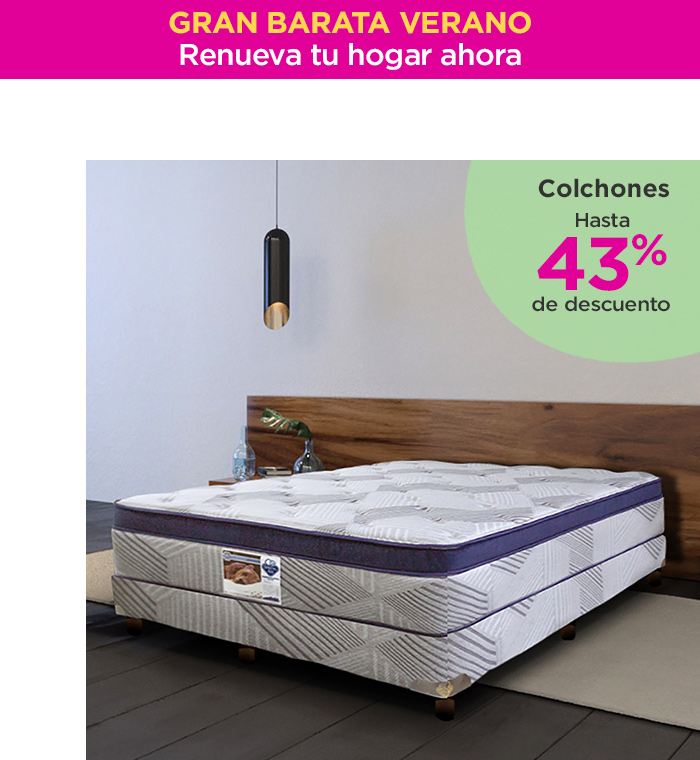 GRAN BARATA VERANO
Renueva tu hogar ahora
Colchones
Hasta
43%
de descuento